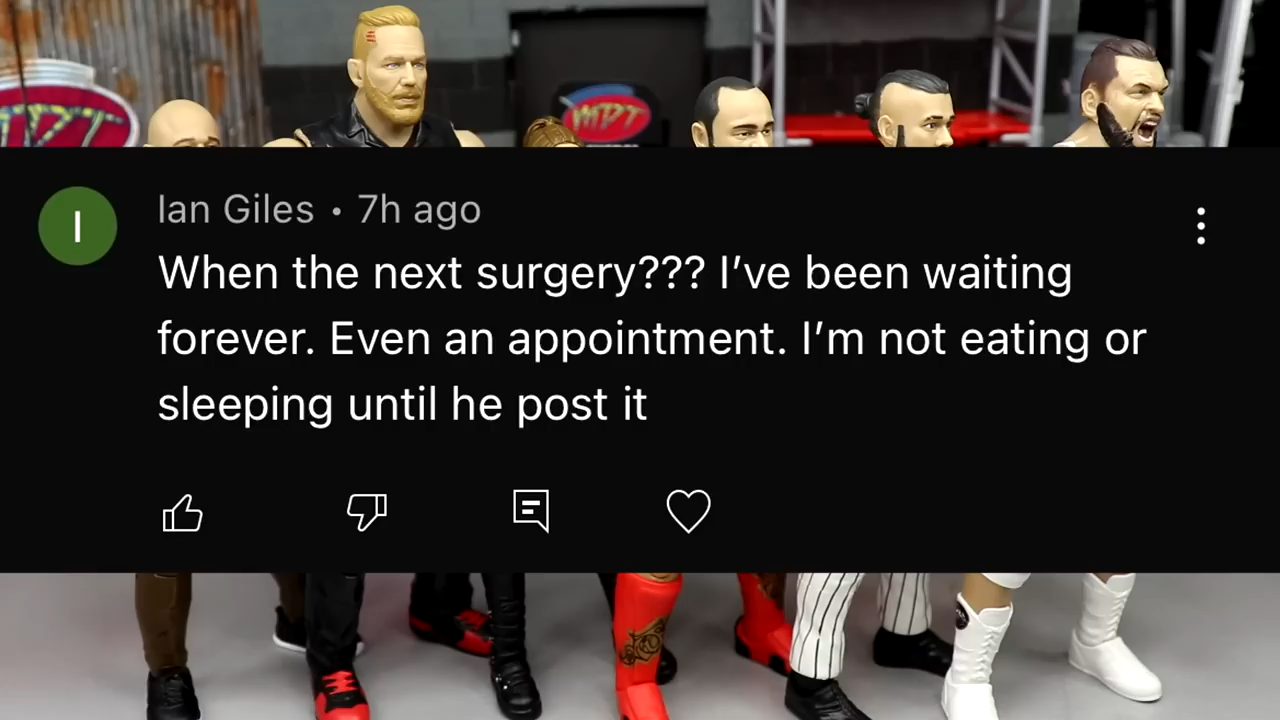 MPT
Ian Giles • 7h ago
I
When the next surgery??? I’ve been waiting
forever. Even an appointment. I’m not eating or
sleeping until he post it